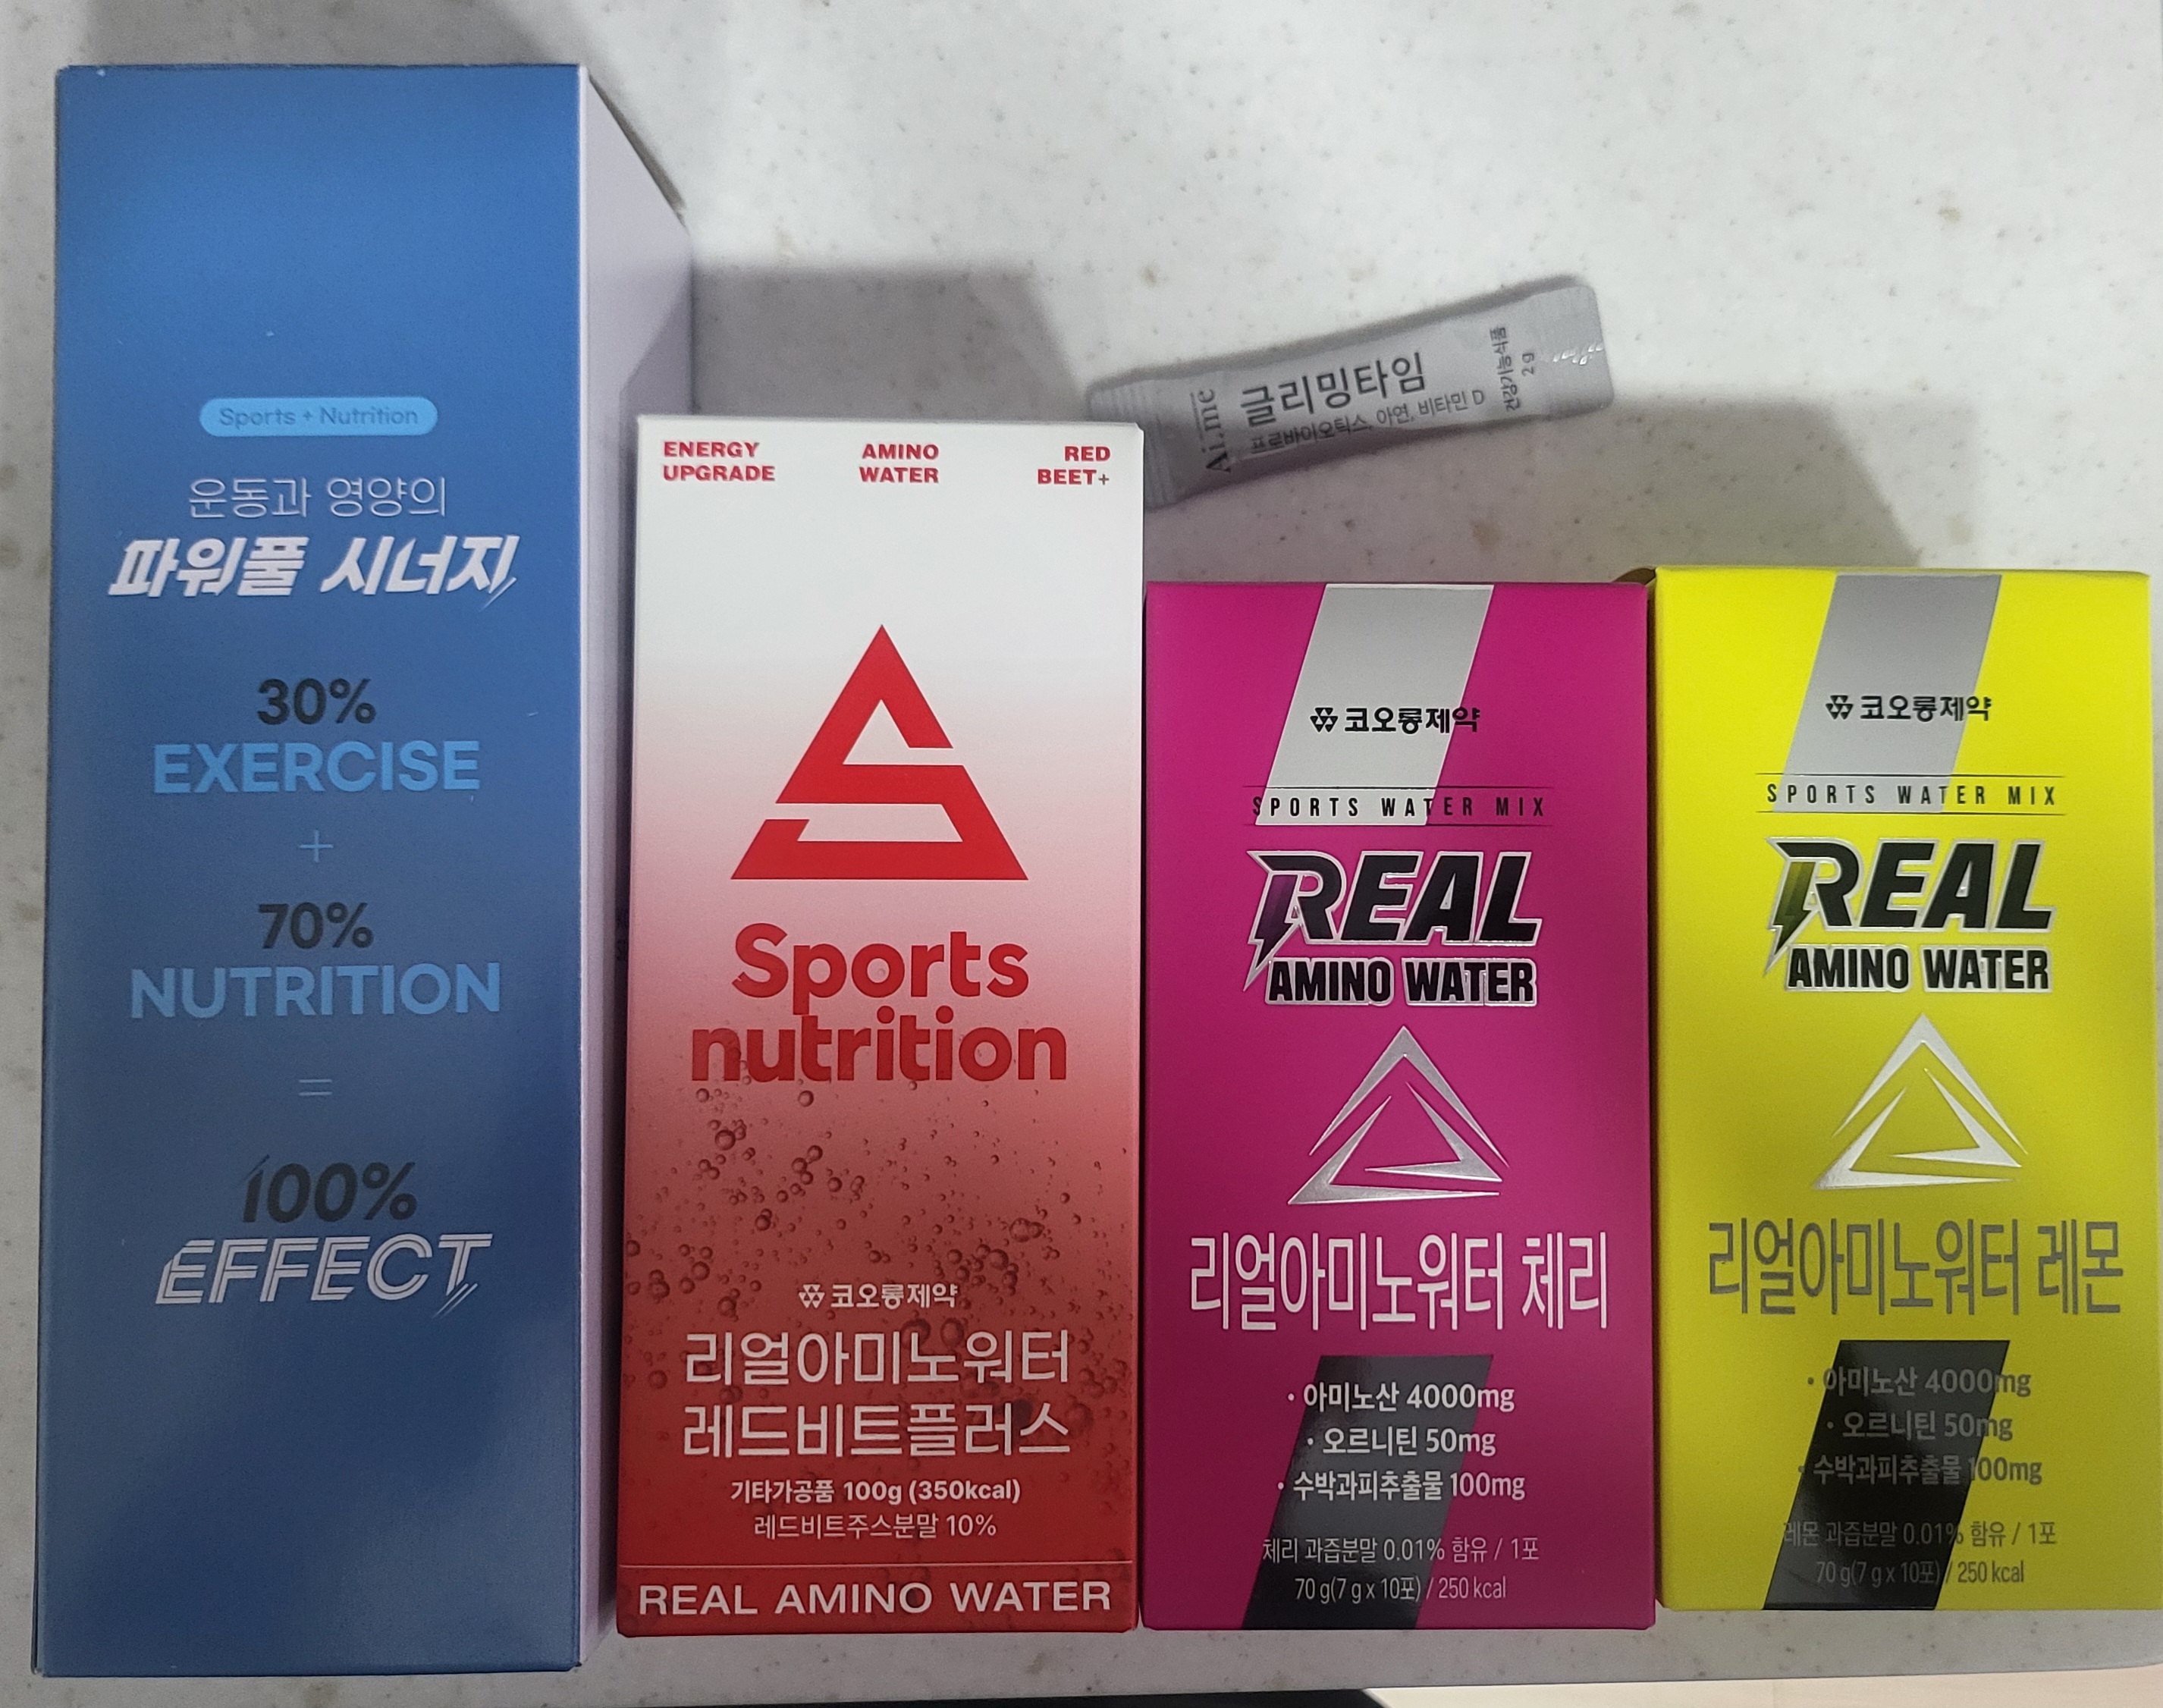 Sports + Nutrition
운동과 영양의
파워풀 시너지
30%
EXERCISE
+
70%
NUTRITION
=
100%
EFFECT
ENERGY
UPGRADE
AMINO
WATER
RED
BEET+
Sports
nutrition
코오롱제약
리얼아미노워터
레드비트플러스
기타가공품 100g (350kcal)
레드비트주스분말 10%
REAL AMINO WATER
Ai.me
글리밍타임
프로바이오틱스, 아연, 비타민 D
건강기능식품
2 g
코오롱제약
SPORTS WATER MIX
REAL
AMINO WATER
리얼아미노워터 체리
· 아미노산 4000mg
· 오르니틴 50mg
· 수박과피추출물 100mg
체리 과즙분말 0.01% 함유 / 1포
70 g(7 g x 10포) / 250 kcal
코오롱제약
SPORTS WATER MIX
REAL
AMINO WATER
리얼아미노워터 레몬
· 아미노산 4000mg
· 오르니틴 50mg
· 수박과피추출물 100mg
레몬 과즙분말 0.01% 함유 / 1포
70 g(7 g x 10포) / 250 kcal